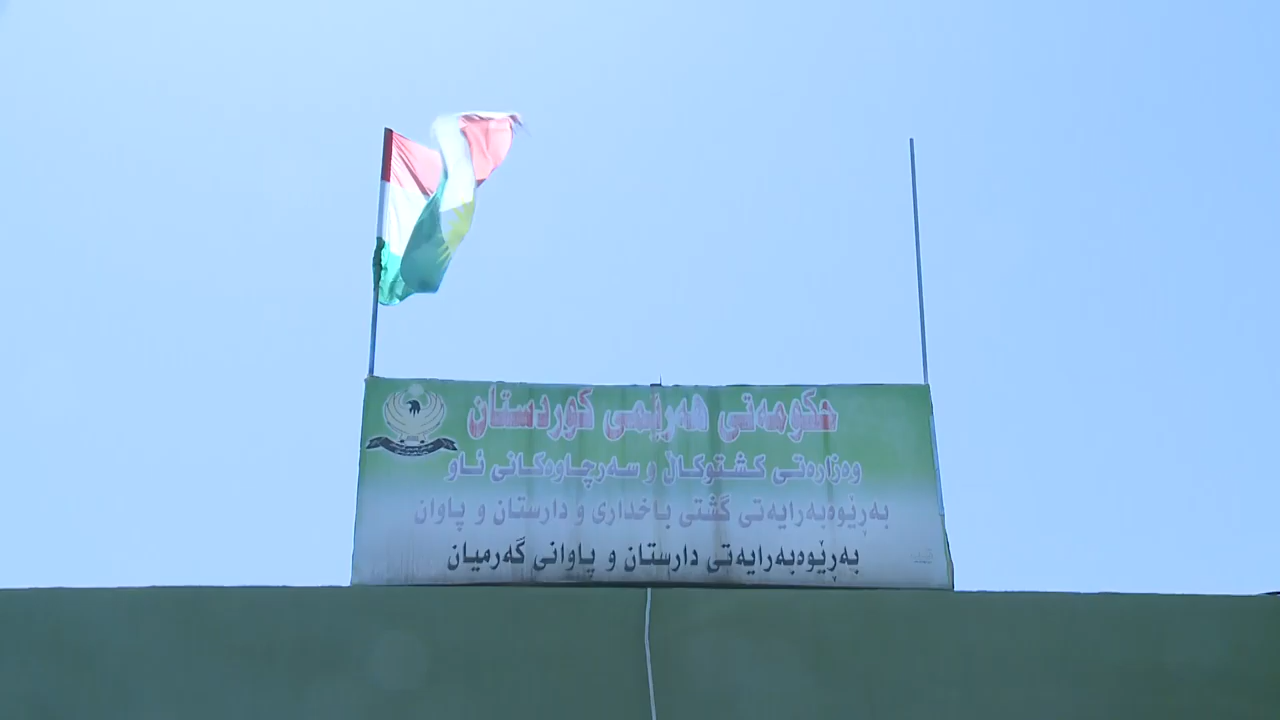 حکومەتی هەرێمی کوردستان
وەزارەتی کشتوکاڵ و سەرچاوەکانی ئاو
بەڕێوەبەرایەتی گشتی باخداری و دارستان و پاوان
بەڕێوەبەرایەتی دارستان و پاوانی گەرمیان